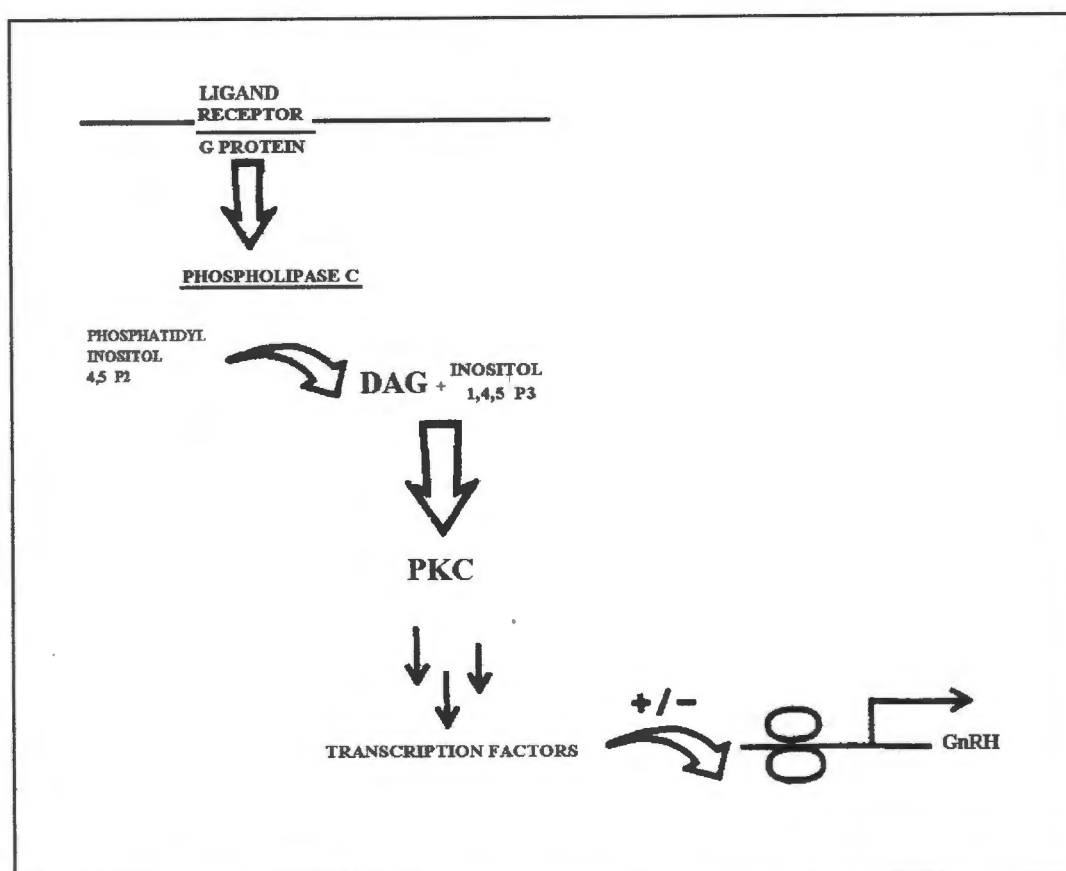 LIGAND
RECEPTOR
G PROTEIN
PHOSPHOLIPASE C
PHOSPHATIDYL
INOSITOL
4,5 P2
DAG + INOSITOL
1,4,5 P3
PKC
TRANSCRIPTION FACTORS
+/-
GnRH